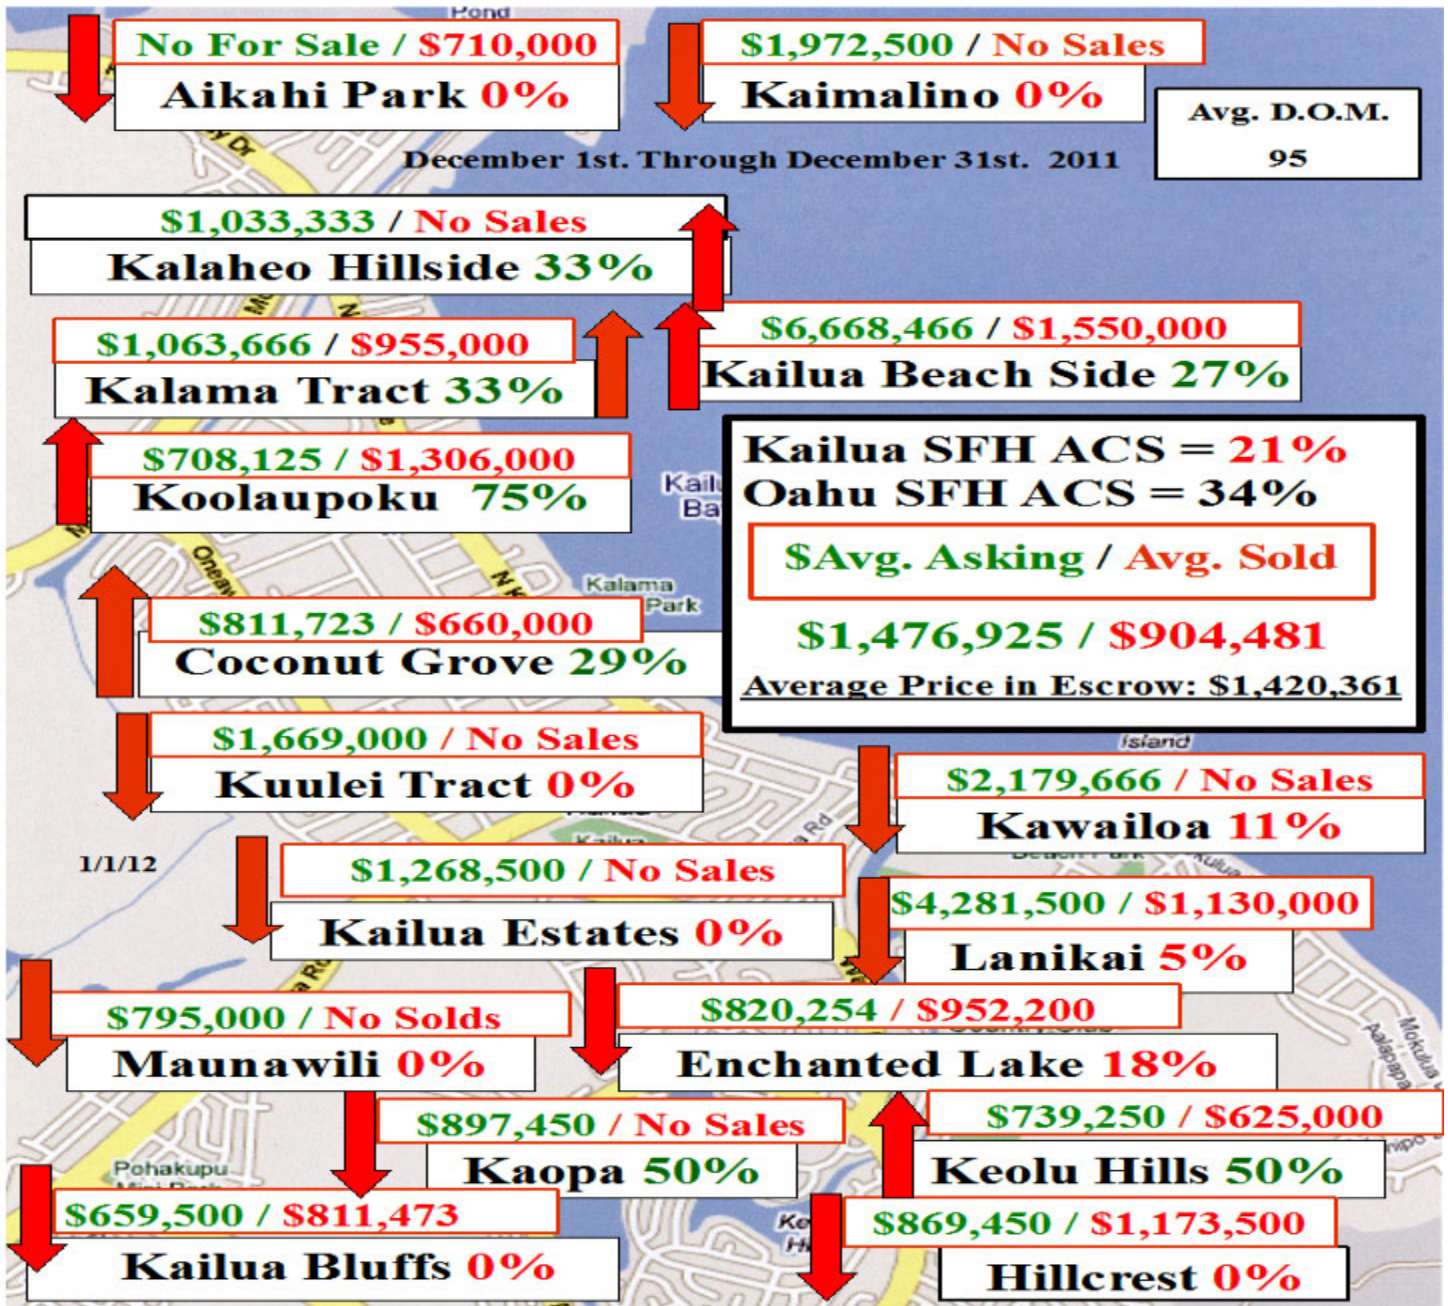 Pond
No For Sale / $710,000
Aikahi Park 0%
$1,972,500 / No Sales
Kaimalino 0%
Avg. D.O.M.
95
December 1st. Through December 31st. 2011
$1,033,333 / No Sales
Kalaheo Hillside 33%
$1,063,666 / $955,000
Kalama Tract 33%
$6,668,466 / $1,550,000
Kailua Beach Side 27%
$708,125 / $1,306,000
Koolaupoku 75%
Kailua SFH ACS = 21%
Oahu SFH ACS = 34%
$Avg. Asking / Avg. Sold
$1,476,925 / $904,481
Average Price in Escrow: $1,420,361
Kalama
Park
$811,723 / $660,000
Coconut Grove 29%
$1,669,000 / No Sales
Kuulei Tract 0%
Island
$2,179,666 / No Sales
Kawailoa 11%
1/1/12
Kailua
Rd
$1,268,500 / No Sales
Kailua Estates 0%
$4,281,500 / $1,130,000
Lanikai 5%
$795,000 / No Solds
Maunawili 0%
$820,254 / $952,200
Enchanted Lake 18%
Mokulua
Aalapapa
$897,450 / No Sales
Kaopa 50%
$739,250 / $625,000
Keolu Hills 50%
Pohakupu
$659,500 / $811,473
Kailua Bluffs 0%
$869,450 / $1,173,500
Hillcrest 0%